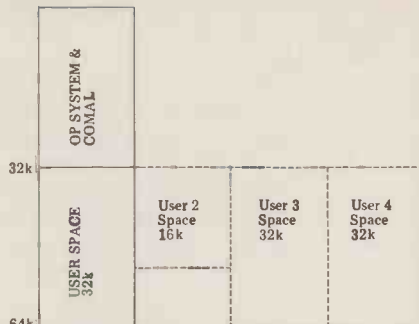 OP SYSTEM &
COMAL
32k
USER SPACE
32k
User 2
Space
16k
User 3
Space
32k
User 4
Space
32k
64k